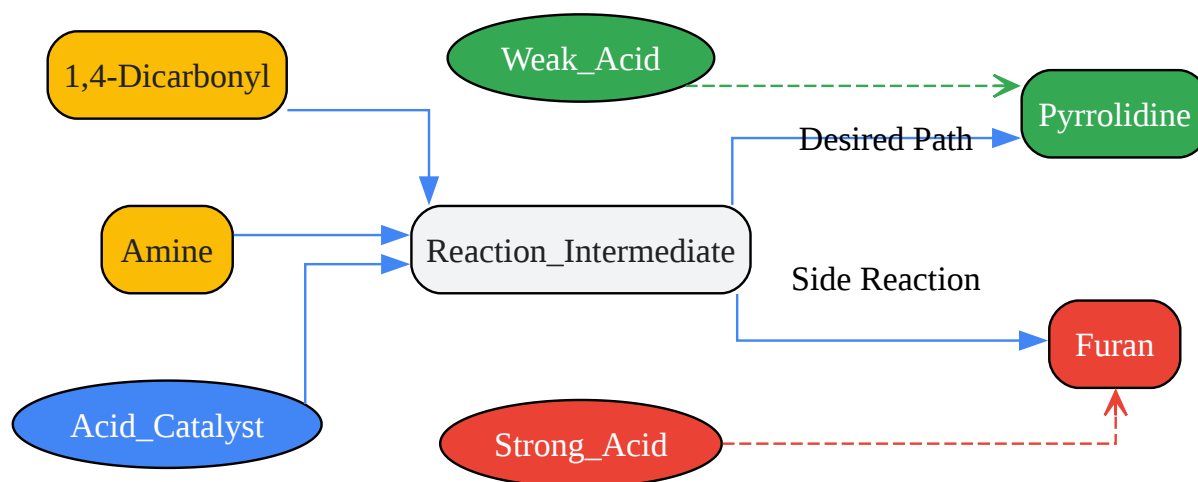 Weak_Acid
1,4-Dicarbonyl
Pyrrolidine
Desired Path
Amine
Reaction_Intermediate
Side Reaction
Furan
Acid_Catalyst
Strong_Acid